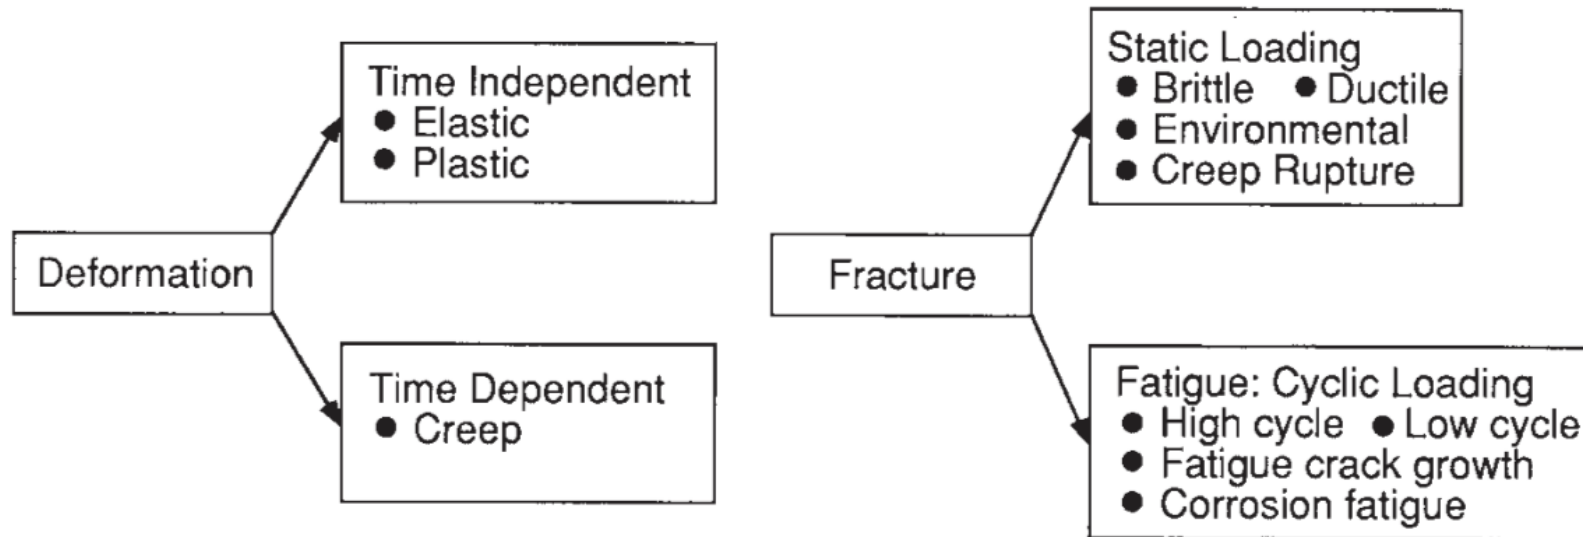 Deformation
Time Independent
● Elastic
● Plastic
Time Dependent
● Creep
Fracture
Static Loading
● Brittle ● Ductile
● Environmental
● Creep Rupture
Fatigue: Cyclic Loading
● High cycle ● Low cycle
● Fatigue crack growth
● Corrosion fatigue